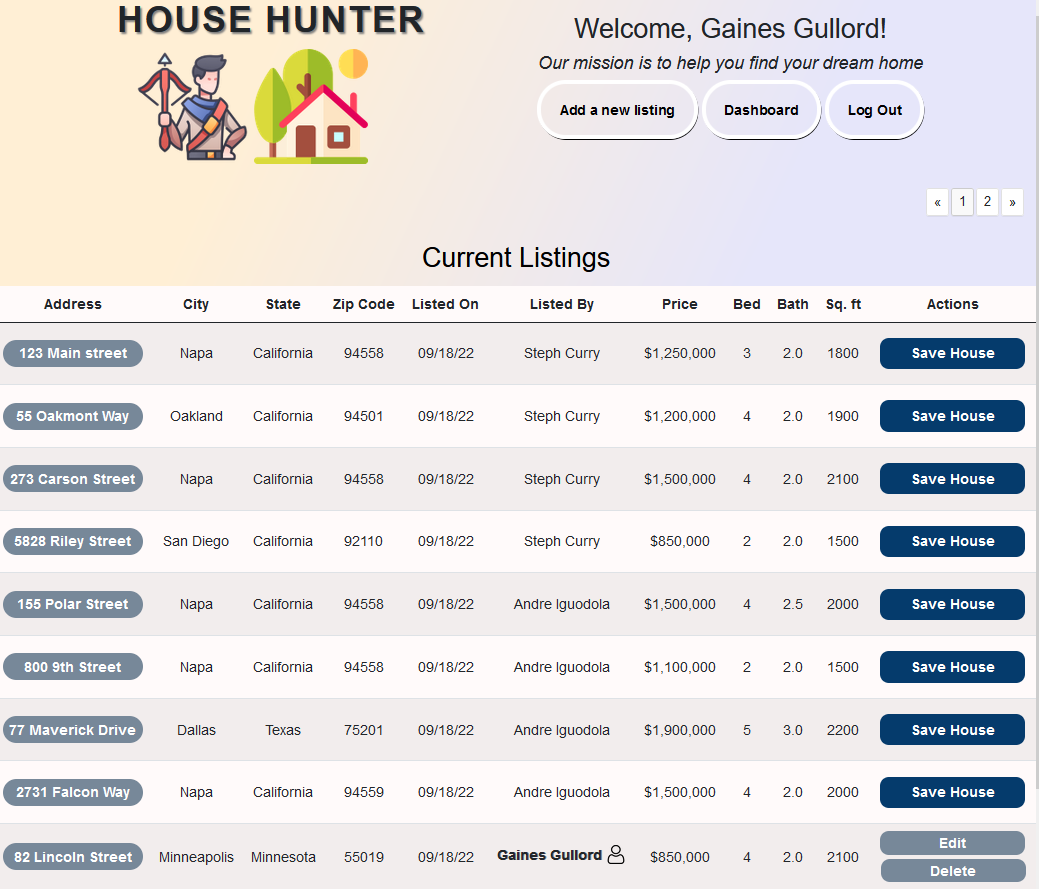 HOUSE HUNTER
Welcome, Gaines Gullord!
Our mission is to help you find your dream home
Add a new listing Dashboard Log Out
« 1 2 »
Current Listings
Address City State Zip Code Listed On Listed By Price Bed Bath Sq. ft Actions
123 Main street Napa California 94558 09/18/22 Steph Curry $1,250,000 3 2.0 1800 Save House
55 Oakmont Way Oakland California 94501 09/18/22 Steph Curry $1,200,000 4 2.0 1900 Save House
273 Carson Street Napa California 94558 09/18/22 Steph Curry $1,500,000 4 2.0 2100 Save House
5828 Riley Street San Diego California 92110 09/18/22 Steph Curry $850,000 2 2.0 1500 Save House
155 Polar Street Napa California 94558 09/18/22 Andre Iguodola $1,500,000 4 2.5 2000 Save House
800 9th Street Napa California 94558 09/18/22 Andre Iguodola $1,100,000 2 2.0 1500 Save House
77 Maverick Drive Dallas Texas 75201 09/18/22 Andre Iguodola $1,900,000 5 3.0 2200 Save House
2731 Falcon Way Napa California 94559 09/18/22 Andre Iguodola $1,500,000 4 2.0 2000 Save House
82 Lincoln Street Minneapolis Minnesota 55019 09/18/22 Gaines Gullord $850,000 4 2.0 2100 Edit
Delete